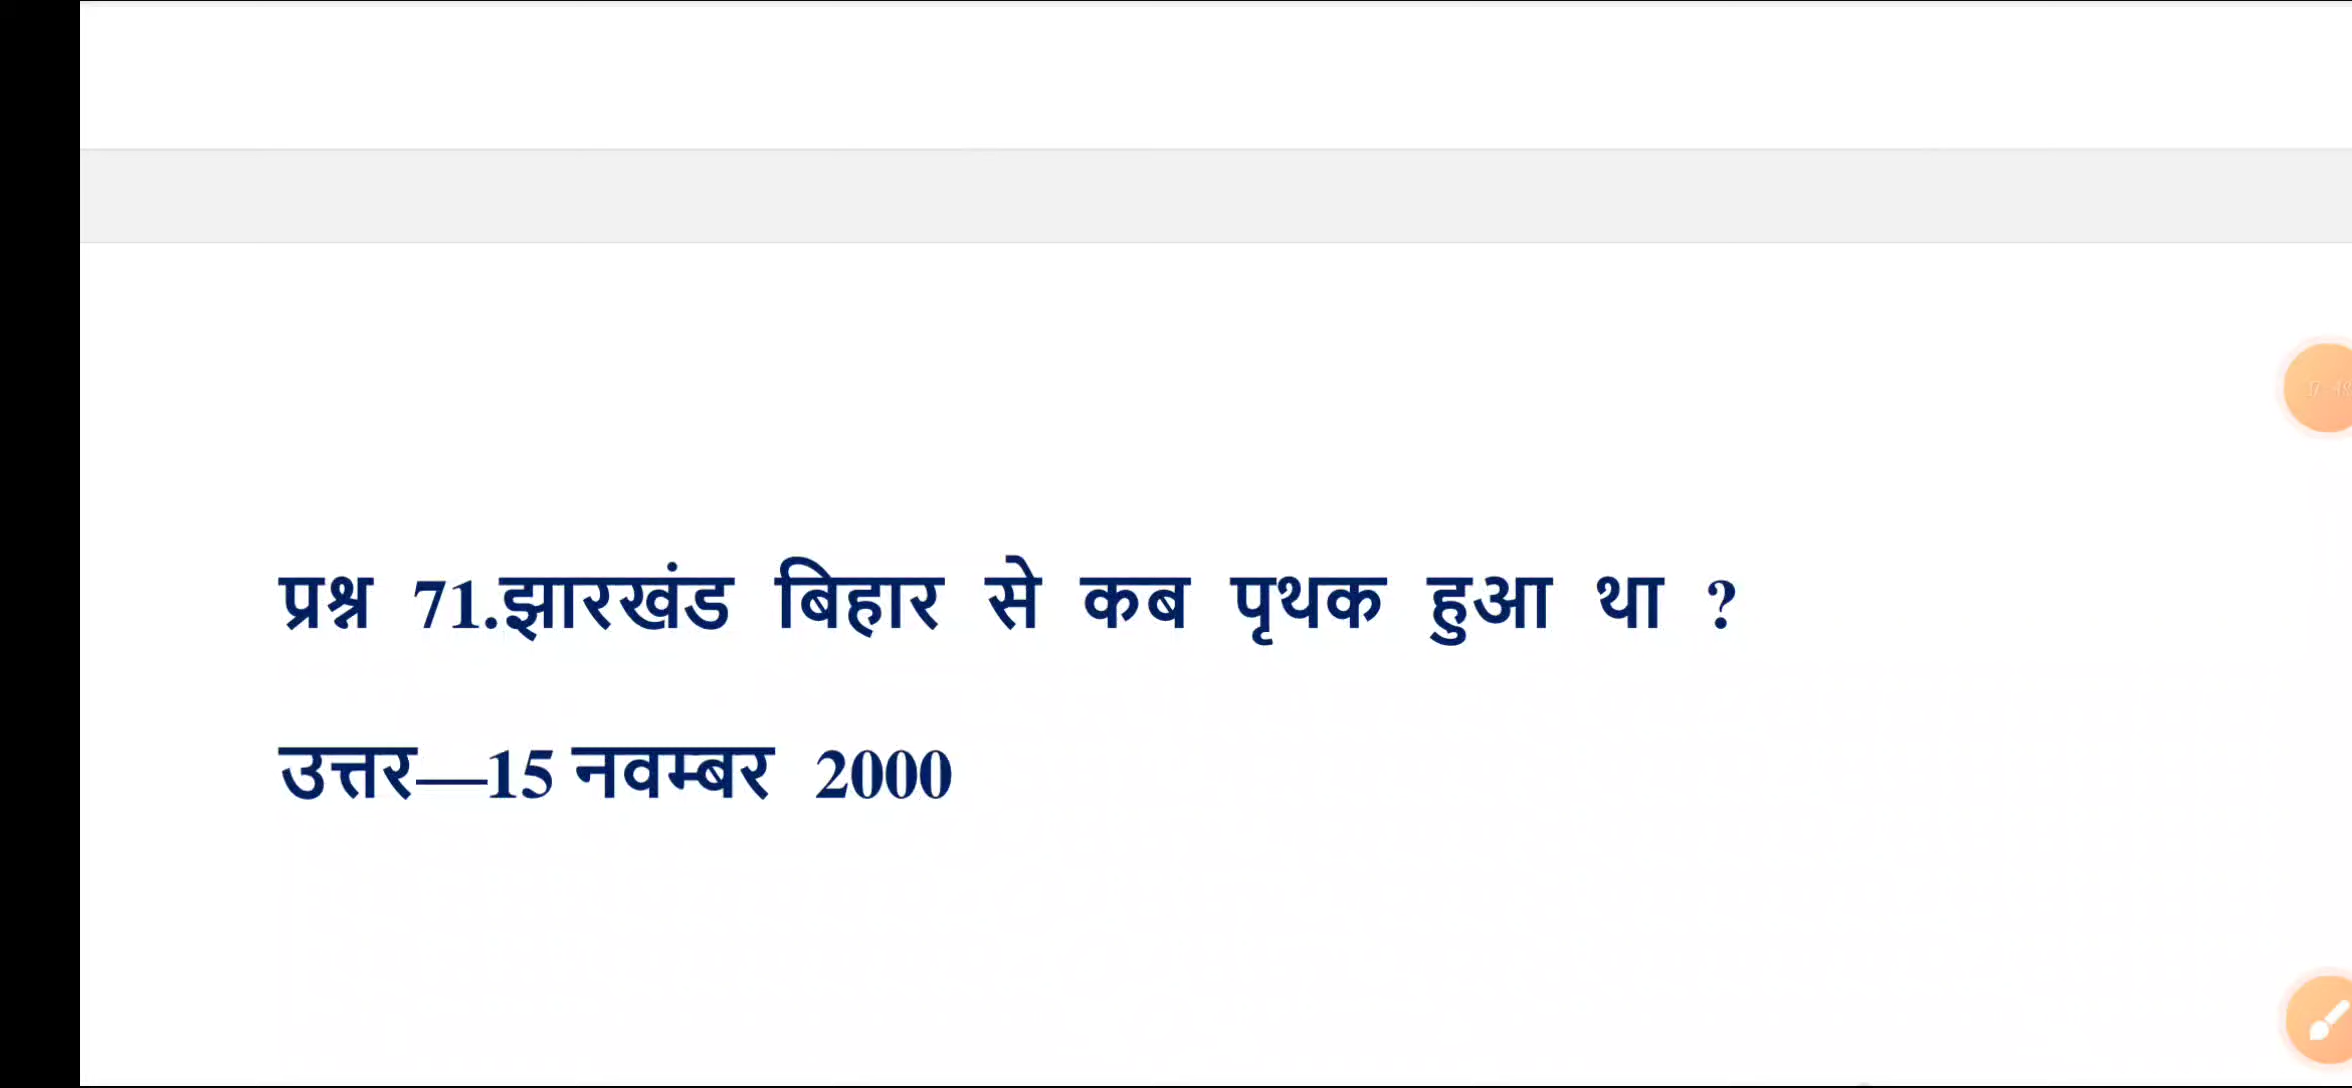 प्रश्न 71.झारखंड बिहार से कब पृथक हुआ था ?
उत्तर—15 नवम्बर 2000